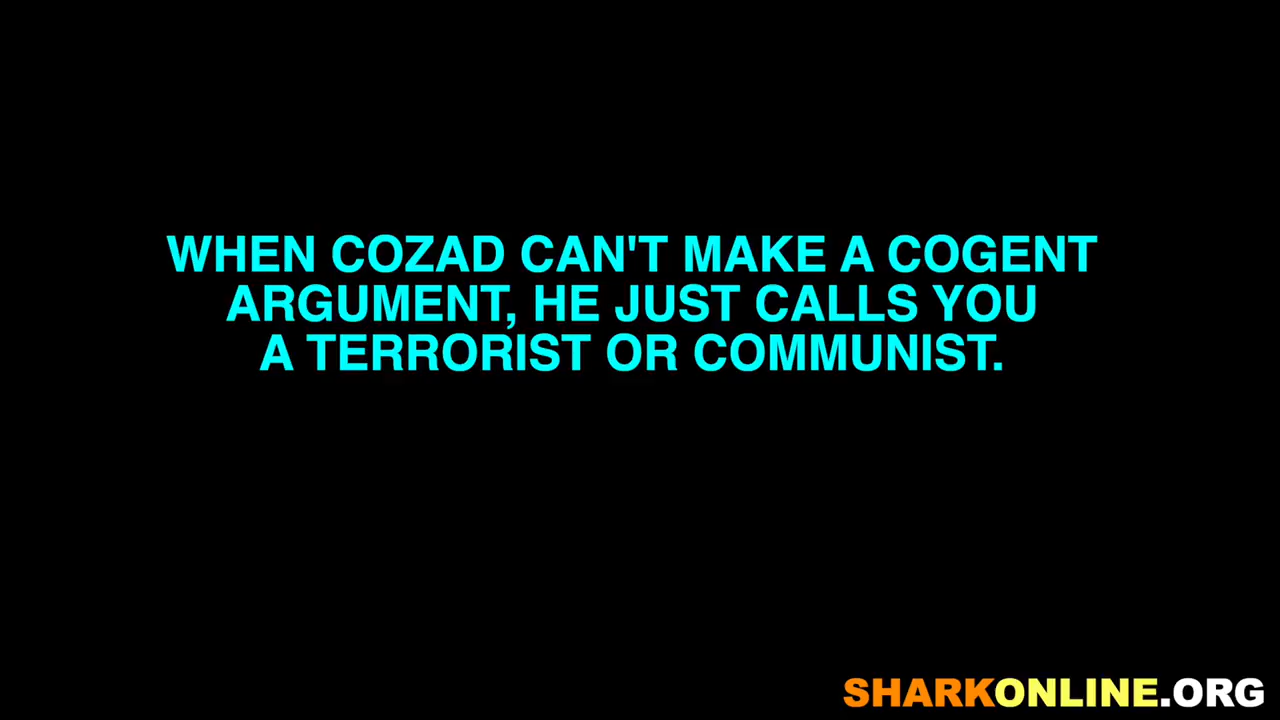 WHEN COZAD CAN'T MAKE A COGENT
ARGUMENT, HE JUST CALLS YOU
A TERRORIST OR COMMUNIST.
SHARKONLINE.ORG